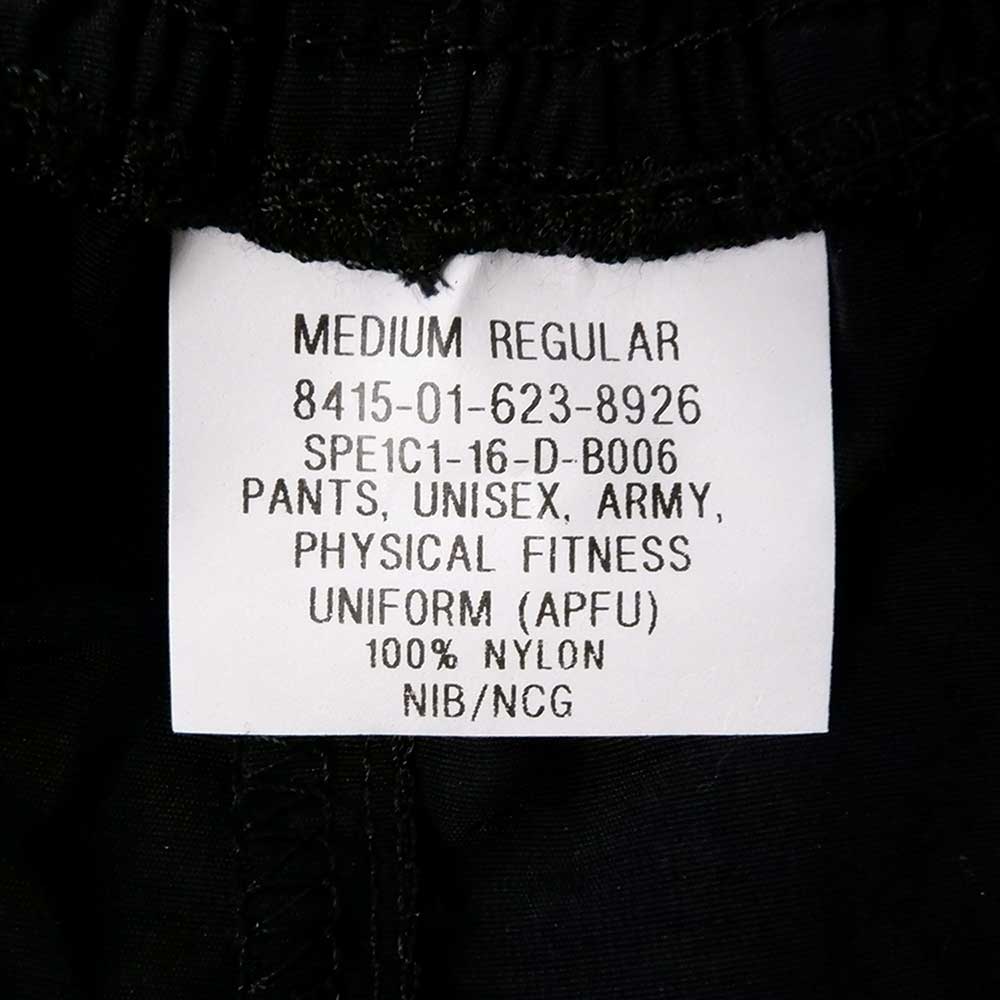 MEDIUM REGULAR
8415-01-623-8926
SPE1C1-16-D-B006
PANTS, UNISEX, ARMY,
PHYSICAL FITNESS
UNIFORM (APFU)
100% NYLON
NIB/NCG